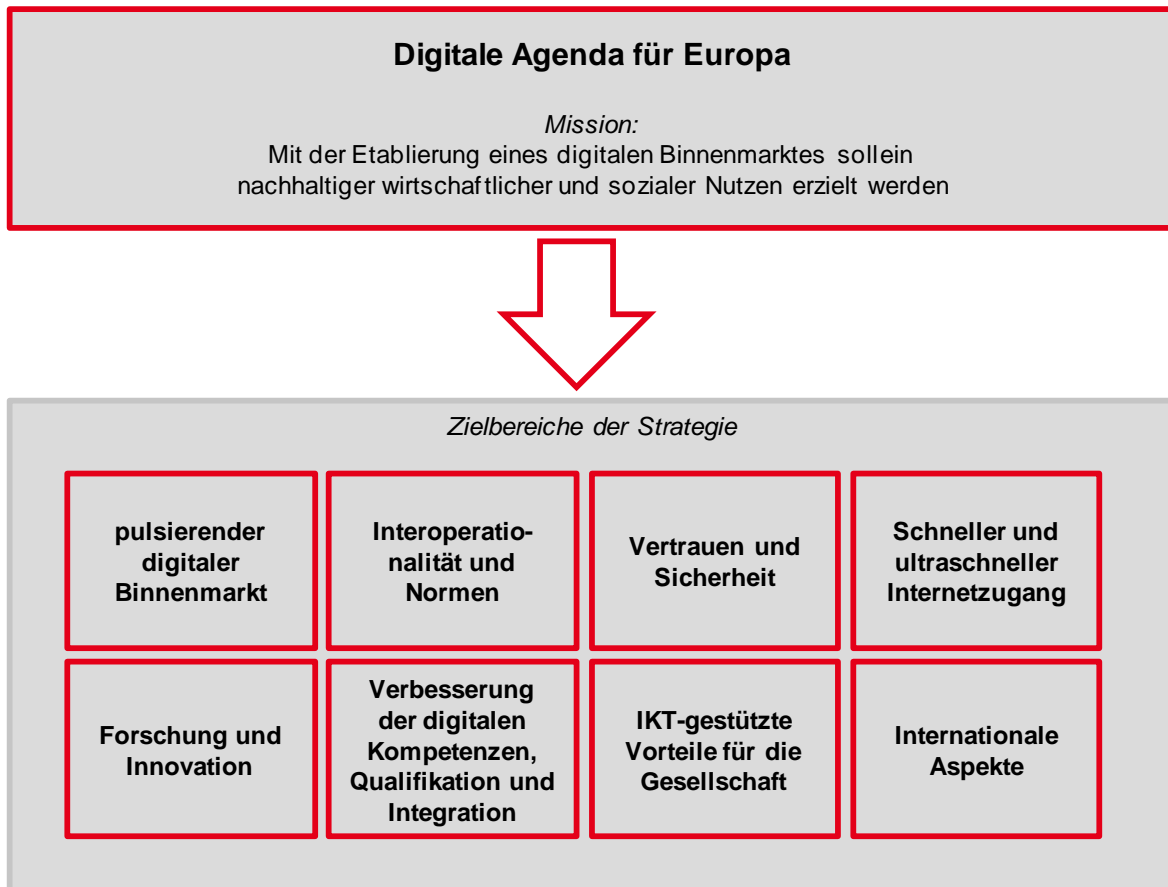 Digitale Agenda für Europa
Mission:
Mit der Etablierung eines digitalen Binnenmarktes sollein
nachhaltiger wirtschaftlicher und sozialer Nutzen erzielt werden
Zielbereiche der Strategie
pulsierender
digitaler
Binnenmarkt
Interoperatio-
nalität und
Normen
Vertrauen und
Sicherheit
Schneller und
ultraschneller
Internetzugang
Forschung und
Innovation
Verbesserung
der digitalen
Kompetenzen,
Qualifikation und
Integration
IKT-gestützte
Vorteile für die
Gesellschaft
Internationale
Aspekte